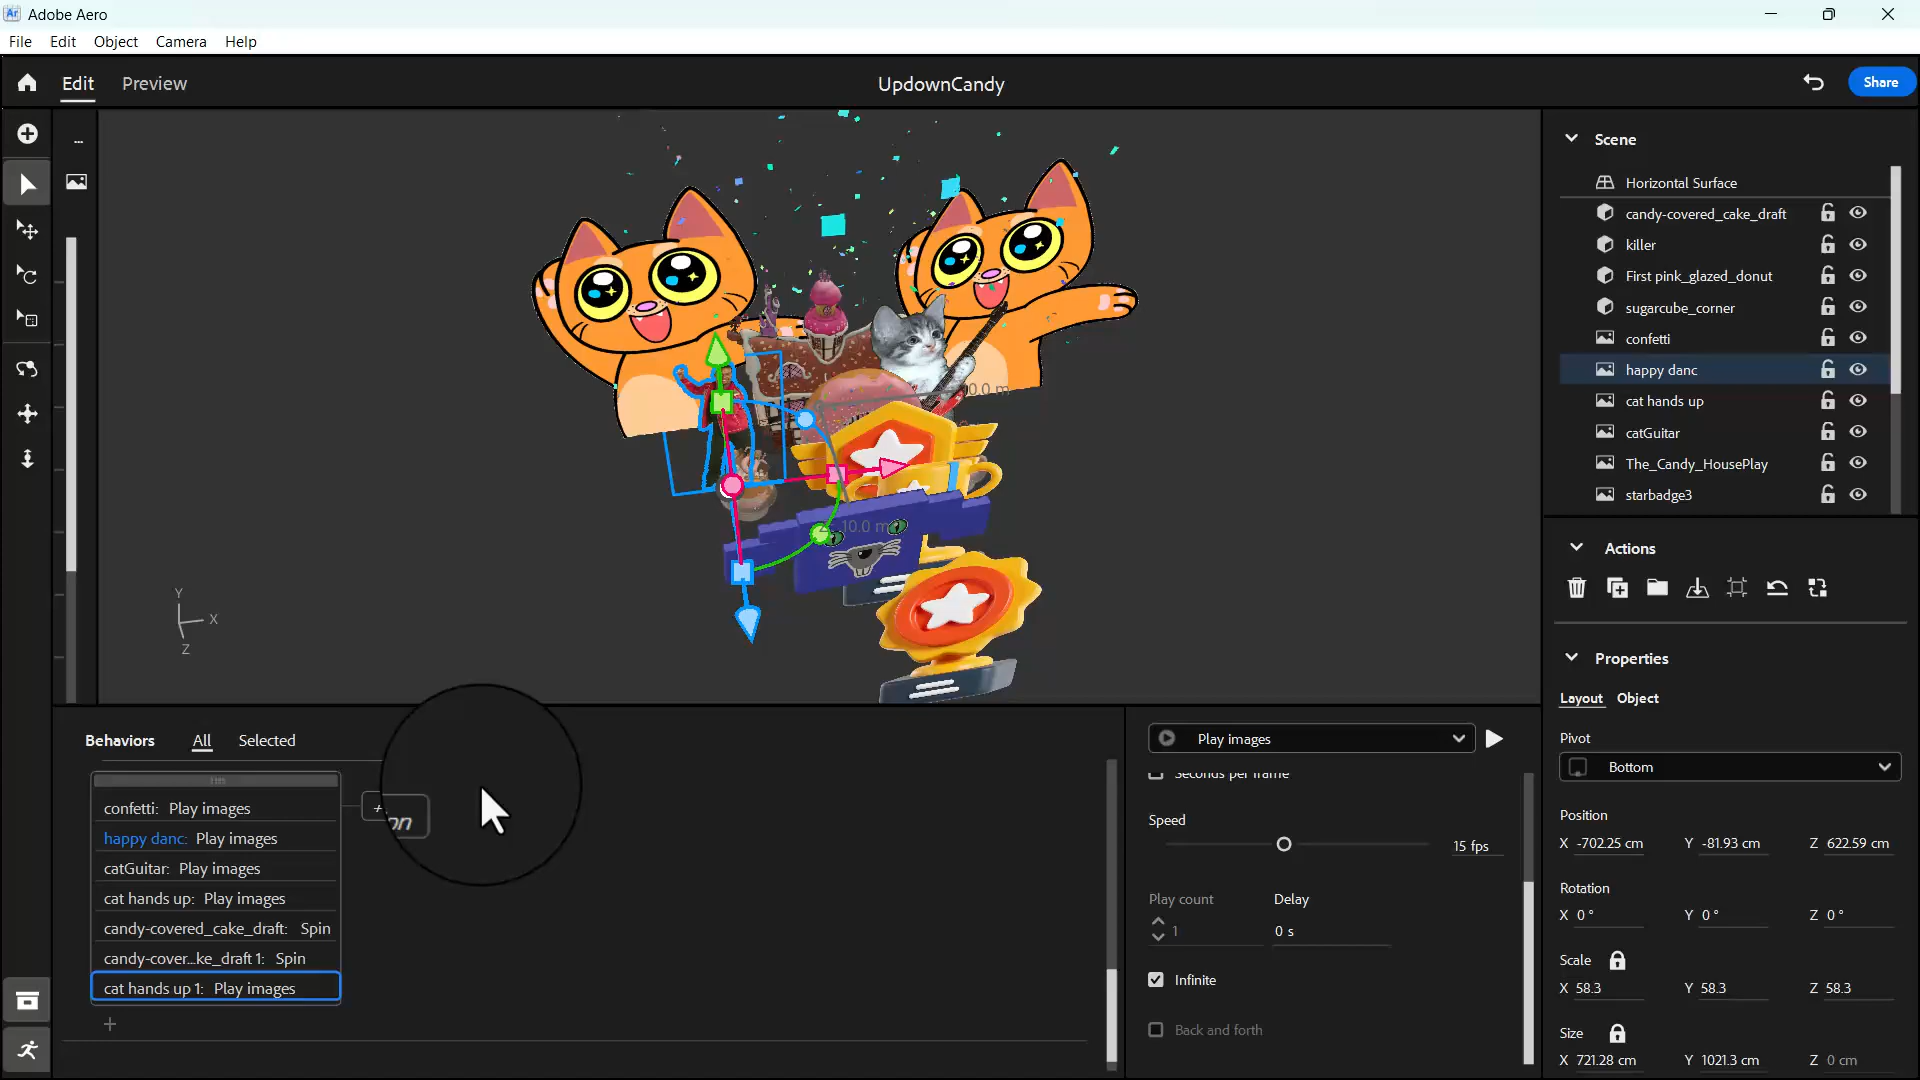 Adobe Aero
File Edit Object Camera Help
Edit Preview
UpdownCandy
Share
...
Scene
Horizontal Surface
candy-covered_cake_draft
killer
First pink_glazed_donut
sugarcube_corner
confetti
happy danc
cat hands up
catGuitar
The_Candy_HousePlay
starbadge3
10.0 m
Y
X
Z
Actions
Properties
Layout Object
Pivot
Bottom
Position
X -702.25 cm Y -81.93 cm Z 622.59 cm
Rotation
X 0 ° Y 0 ° Z 0 °
Scale
X 58.3 Y 58.3 Z 58.3
Size
X 721.28 cm Y 1021.3 cm Z 0 cm
Behaviors All Selected
confetti: Play images
happy danc: Play images
catGuitar: Play images
cat hands up: Play images
candy-covered_cake_draft: Spin
candy-cover...ke_draft 1: Spin
cat hands up 1: Play images
+
Play images
Seconds per frame
Speed
15 fps
Play count Delay
1 0 s
Infinite
Back and forth